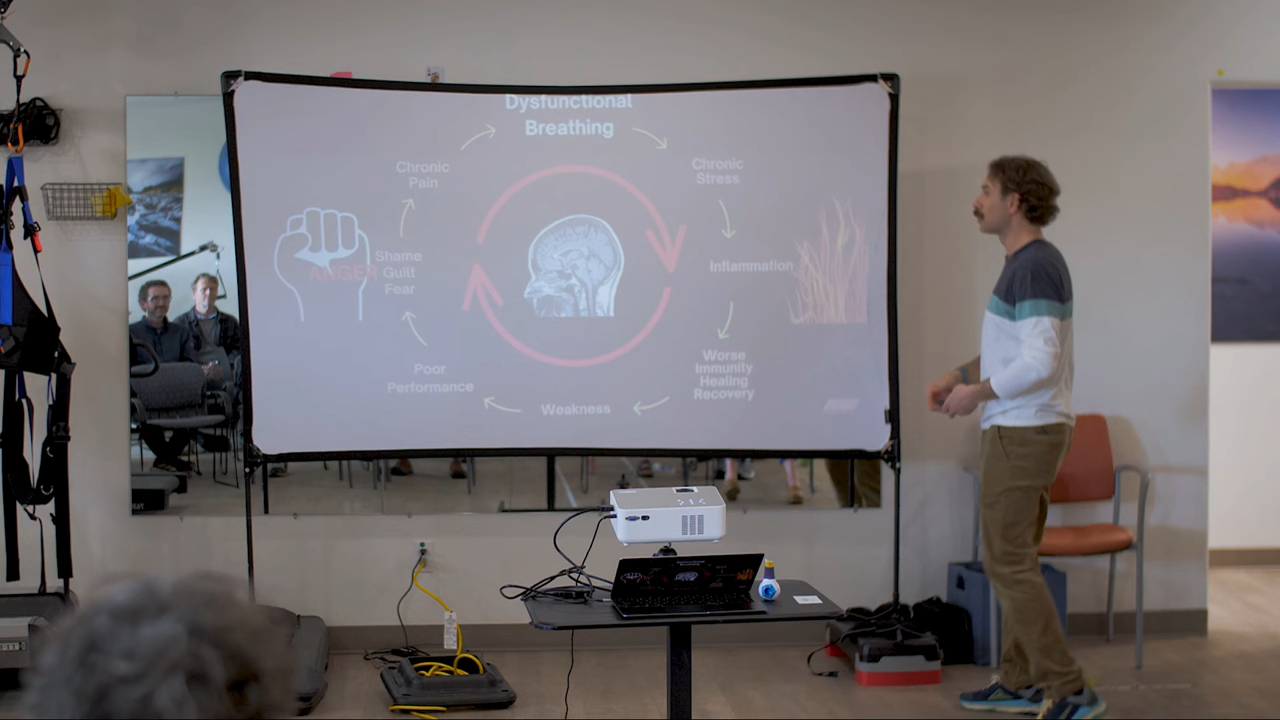 Dysfunctional
Breathing
Chronic
Stress
Inflammation
Worse
Immunity
Healing
Recovery
Weakness
Poor
Performance
Shame
Guilt
Fear
ANGER
Chronic
Pain